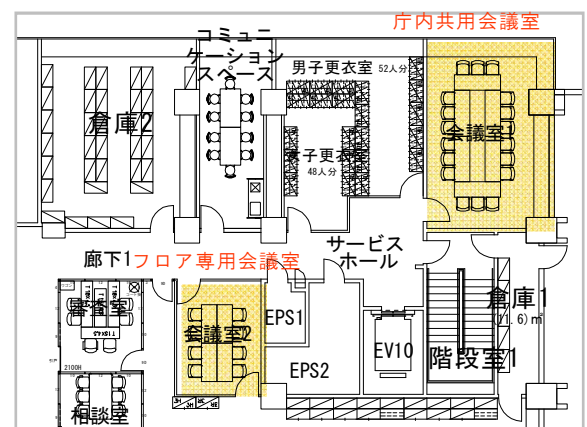 庁内共用会議室
コミュニ
ケーション
スペース
男子更衣室 52人分
倉庫2
会議室1
女子更衣室
48人分
サービス
ホール
廊下1
フロア専用会議室
審査室
倉庫1
(11.6)㎡
会議室2
EPS1
EV10
階段室1
2100H
EPS2
相談室